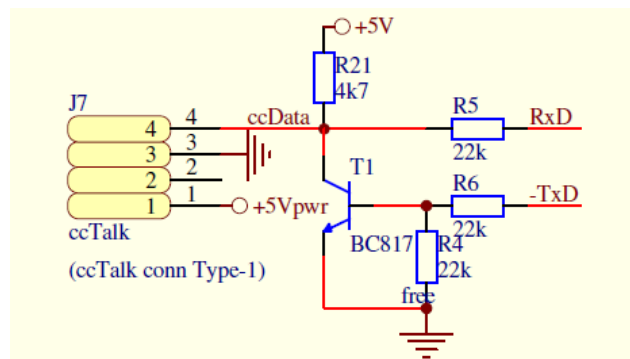 +5V
R21
4k7
J7
4 4
ccData
3 3
2 2
1 1
+5Vpwr
ccTalk
(ccTalk conn Type-1)
T1
BC817
R5
22k
RxD
R6
22k
-TxD
R4
22k
free